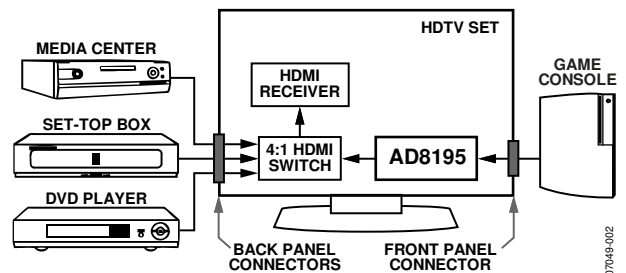 HDTV SET
MEDIA CENTER
HDMI
RECEIVER
GAME
CONSOLE
SET-TOP BOX
4:1 HDMI
SWITCH
AD8195
DVD PLAYER
BACK PANEL
CONNECTORS
FRONT PANEL
CONNECTOR
07049-002